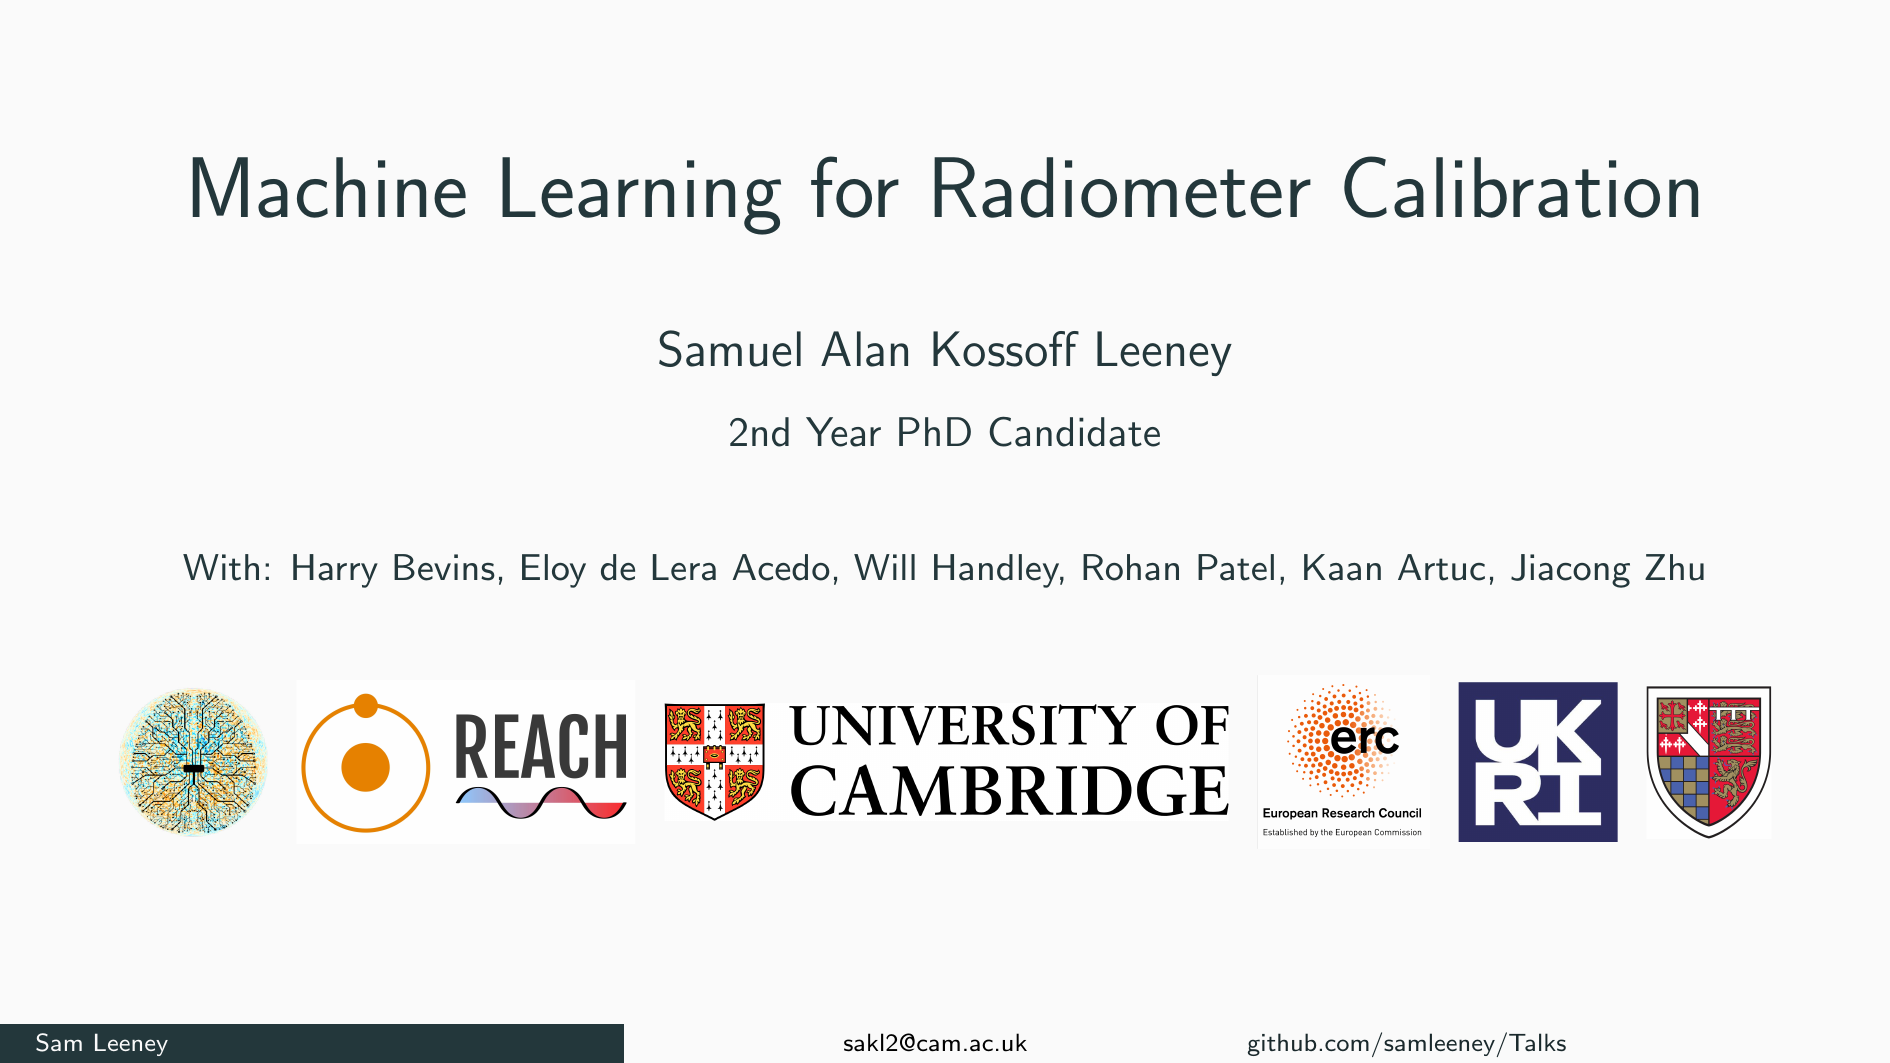 Machine Learning for Radiometer Calibration
Samuel Alan Kossoff Leeney
2nd Year PhD Candidate
With: Harry Bevins, Eloy de Lera Acedo, Will Handley, Rohan Patel, Kaan Artuc, Jiacong Zhu
REACH
UNIVERSITY OF
CAMBRIDGE
erc
European Research Council
Established by the European Commission
UK
RI
Sam Leeney
sakl2@cam.ac.uk
github.com/samleeney/Talks